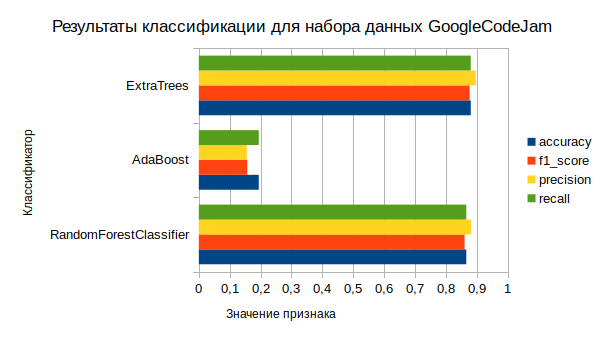 Результаты классификации для набора данных GoogleCodeJam
Классификатор
ExtraTrees
AdaBoost
RandomForestClassifier
0 0,1 0,2 0,3 0,4 0,5 0,6 0,7 0,8 0,9 1
Значение признака
accuracy
f1_score
precision
recall